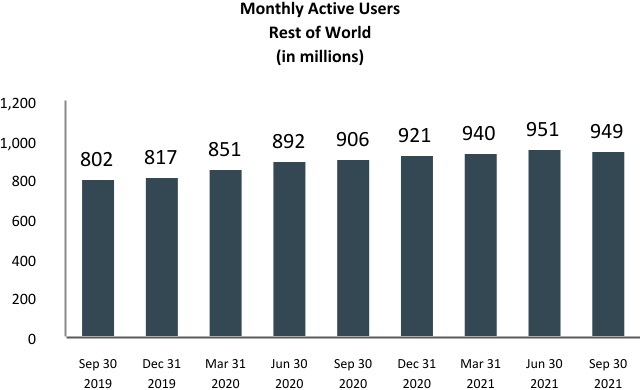 Monthly Active Users
Rest of World
(in millions)
1,200
1,000
800
600
400
200
0
802
817
851
892
906
921
940
951
949
Sep 30 2019
Dec 31 2019
Mar 31 2020
Jun 30 2020
Sep 30 2020
Dec 31 2020
Mar 31 2021
Jun 30 2021
Sep 30 2021